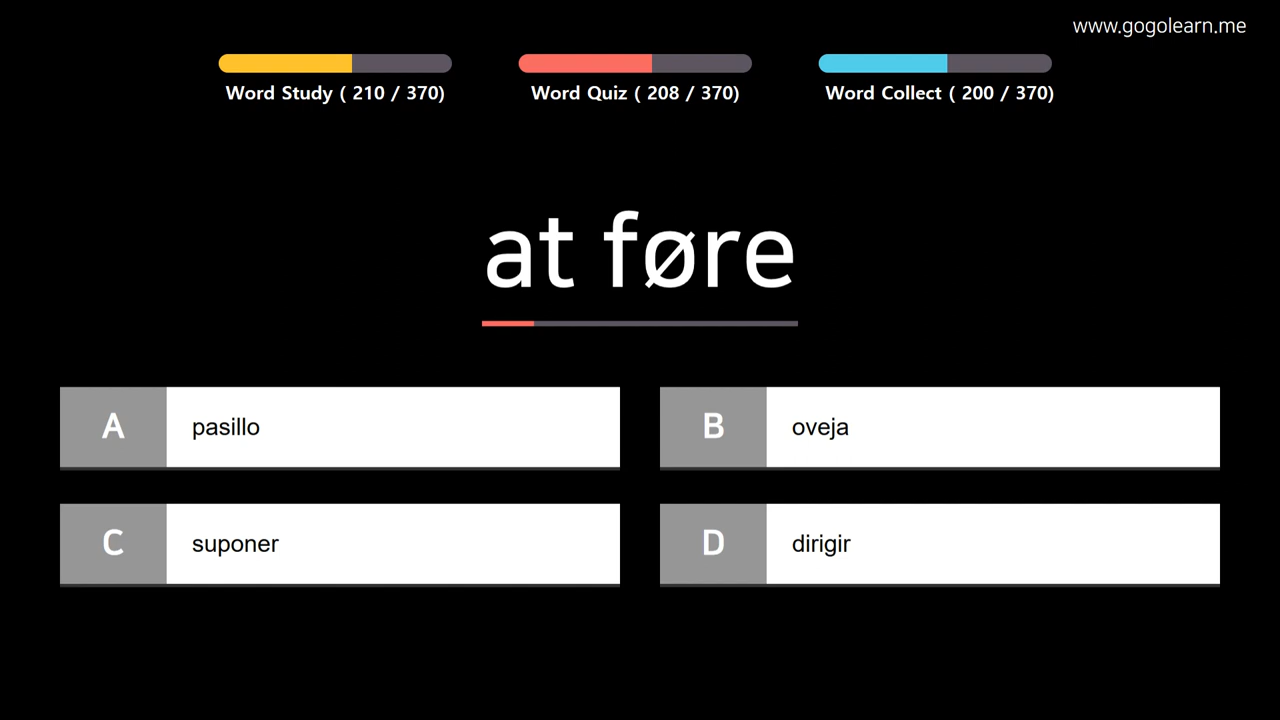 www.gogolearn.me
Word Study ( 210 / 370)
Word Quiz ( 208 / 370)
Word Collect ( 200 / 370)
at føre
A pasillo
B oveja
C suponer
D dirigir